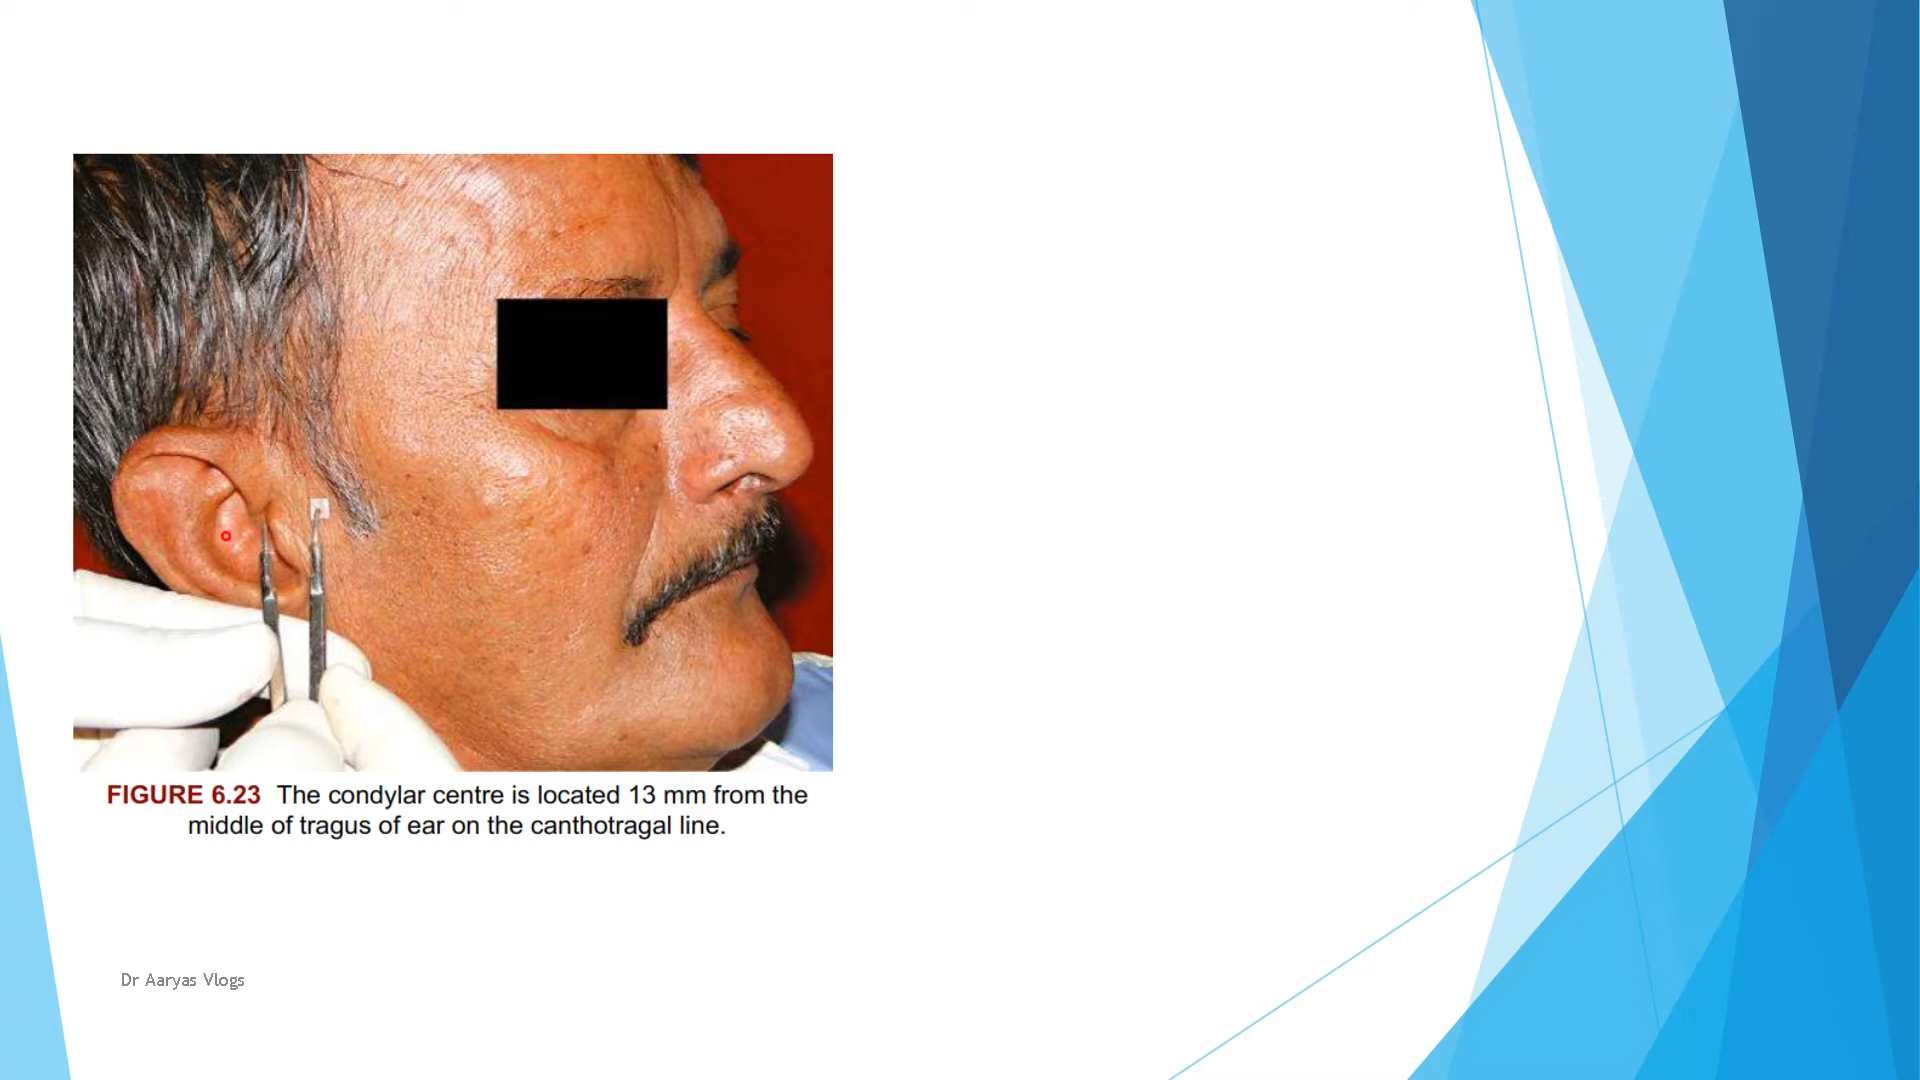 FIGURE 6.23 The condylar centre is located 13 mm from the
middle of tragus of ear on the canthotragal line.
Dr Aaryas Vlogs